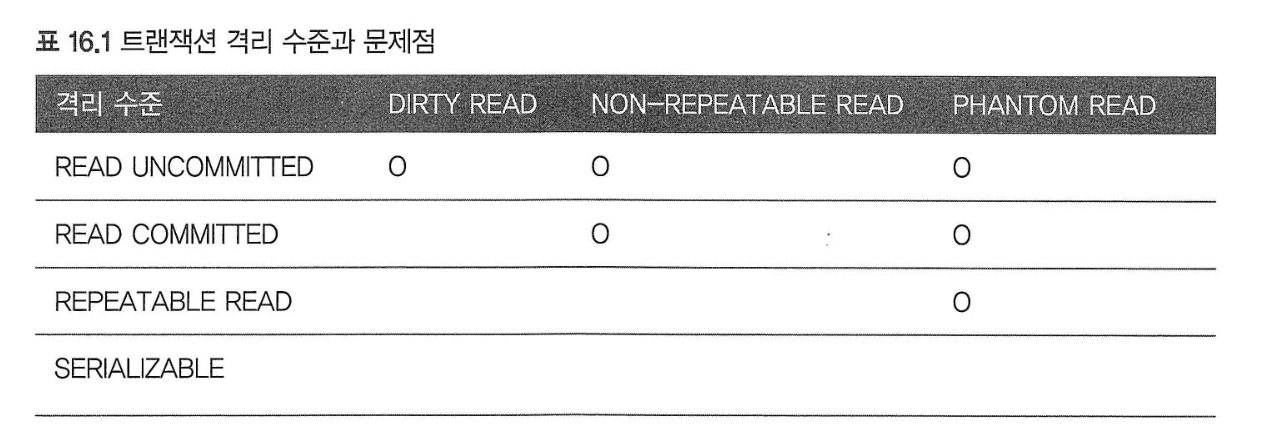 표 16.1 트랜잭션 격리 수준과 문제점
격리 수준 DIRTY READ NON-REPEATABLE READ PHANTOM READ
READ UNCOMMITTED O O O
READ COMMITTED O O
REPEATABLE READ O
SERIALIZABLE